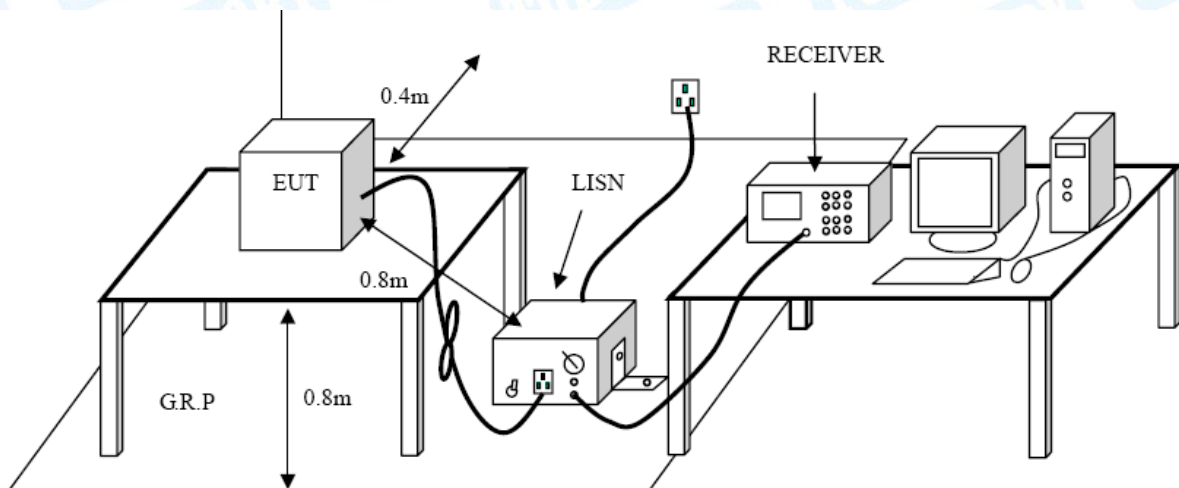 RECEIVER
0.4m
EUT
LISN
0.8m
G.R.P
0.8m